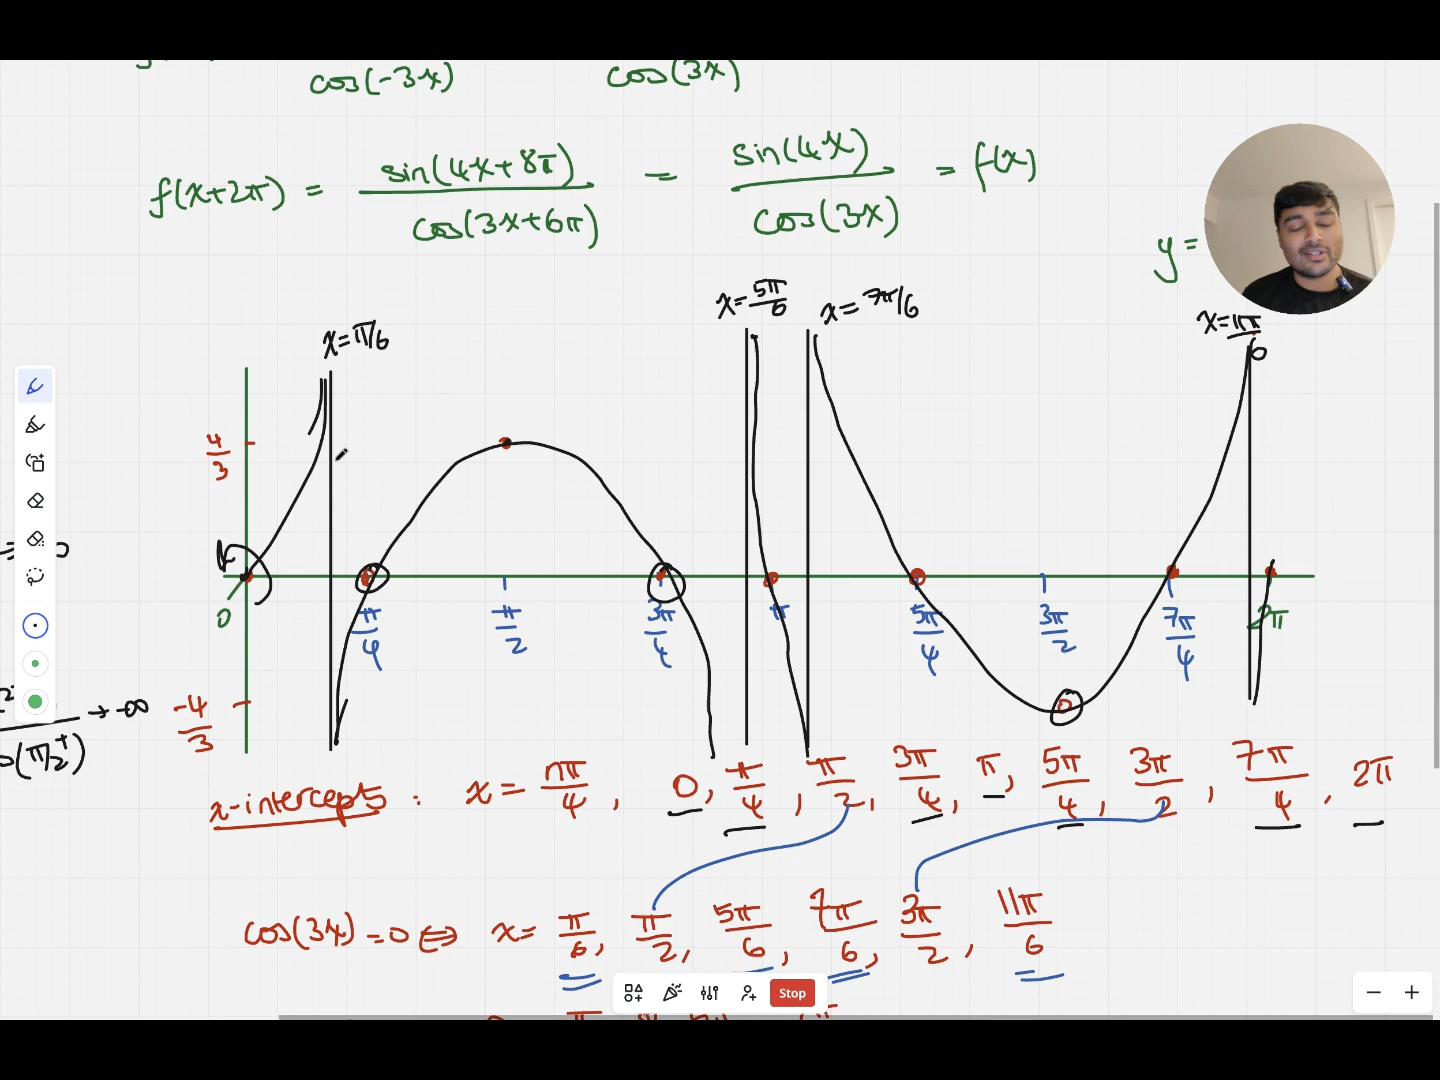 cos(-3x) cos(3x)
f(x+2π) = sin(4x+8π) / cos(3x+6π) = sin(4x) / cos(3x) = f(x)
y =
x=π/6
x=5π/6
x=7π/6
x=11π/6
4/3
0
π/4 π/2 3π/4 π 5π/4 3π/2 7π/4 2π
-4/3
→ -∞
(π/2⁺)
x-intercepts: x = nπ/4, 0, π/4, π/2, 3π/4, π, 5π/4, 3π/2, 7π/4, 2π
cos(3x)=0 ⇔ x= π/6, π/2, 5π/6, 7π/6, 3π/2, 11π/6
Stop